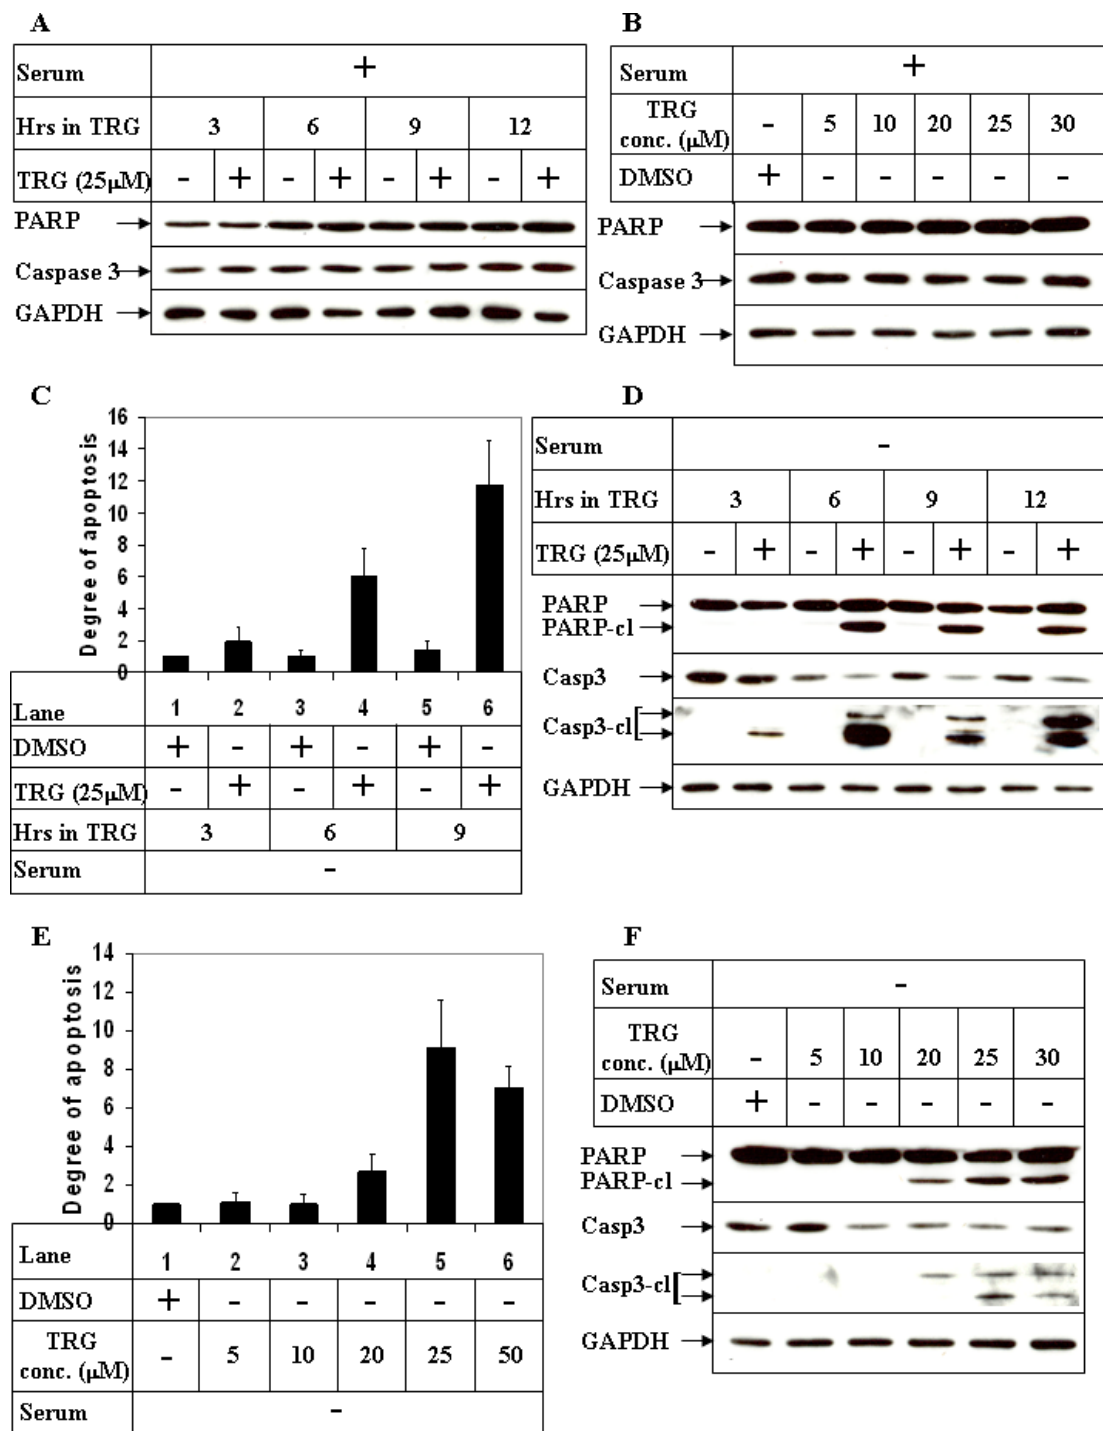 A
Serum +
Hrs in TRG 3 6 9 12
TRG (25µM) - + - + - + - +
PARP
Caspase 3
GAPDH
B
Serum +
TRG
conc. (µM) - 5 10 20 25 30
DMSO + - - - - -
PARP
Caspase 3
GAPDH
C
Degree of apoptosis
16
14
12
10
8
6
4
2
0
Lane 1 2 3 4 5 6
DMSO + - + - + -
TRG (25µM) - + - + - +
Hrs in TRG 3 6 9
Serum -
D
Serum -
Hrs in TRG 3 6 9 12
TRG (25µM) - + - + - + - +
PARP
PARP-cl
Casp3
Casp3-cl
GAPDH
E
Degree of apoptosis
14
12
10
8
6
4
2
0
Lane 1 2 3 4 5 6
DMSO + - - - - -
TRG
conc. (µM) - 5 10 20 25 50
Serum -
F
Serum -
TRG
conc. (µM) - 5 10 20 25 30
DMSO + - - - - -
PARP
PARP-cl
Casp3
Casp3-cl
GAPDH